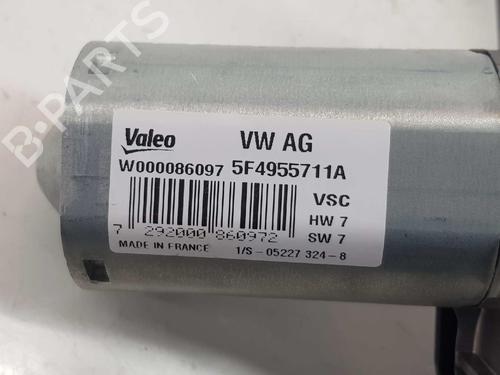 B-PARTS
Valeo VW AG
W000086097 5F4955711A
VSC
HW 7
7 292000 860972 SW 7
MADE IN FRANCE 1/S - 05227 324 - 8